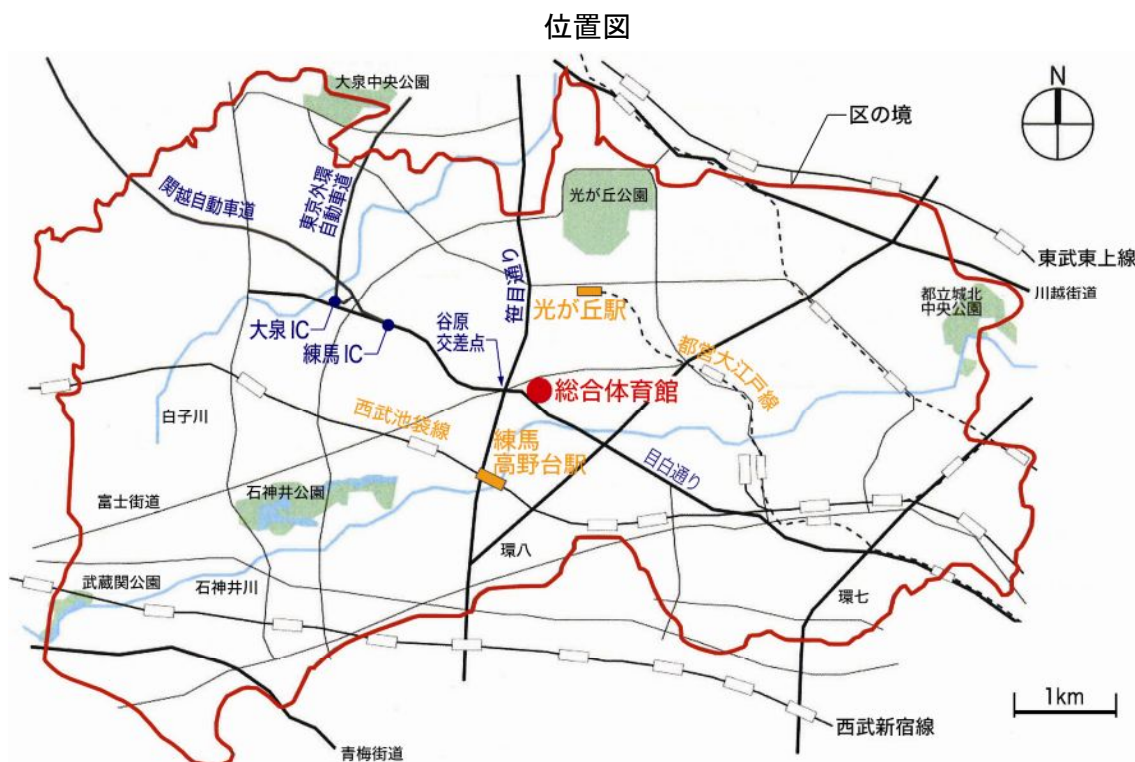 位置図
大泉中央公園
N
区の境
関越自動車道
東京外環
自動車道
光が丘公園
笹目通り
東武東上線
川越街道
都立城北
中央公園
光が丘駅
大泉IC
練馬IC
谷原
交差点
都営大江戸線
総合体育館
白子川
西武池袋線
練馬
高野台駅
目白通り
石神井公園
富士街道
環八
武蔵関公園
石神井川
環七
1km
西武新宿線
青梅街道